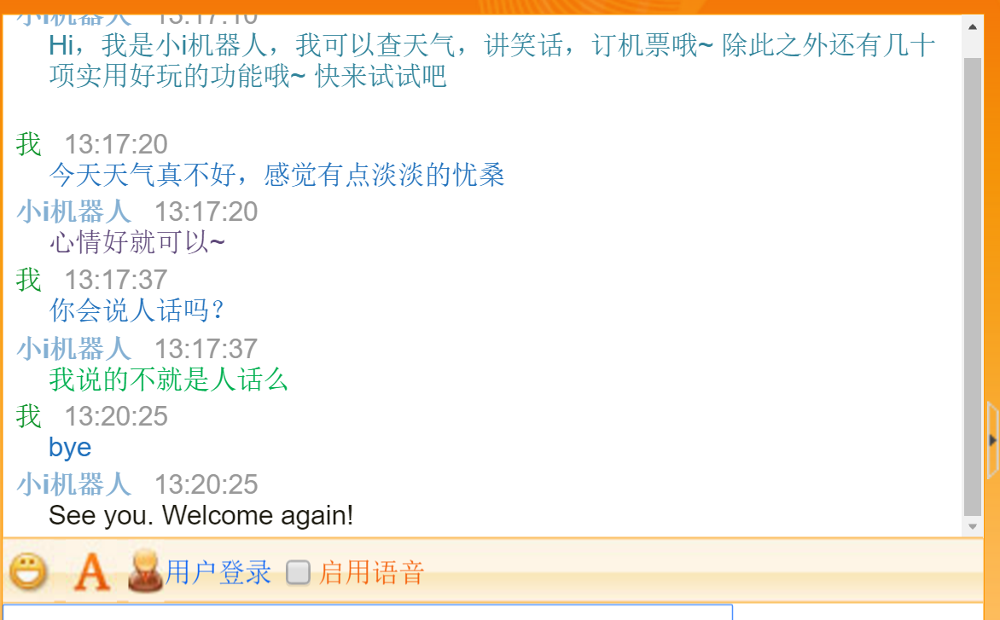 小i机器人 13:17:10
Hi，我是小i机器人，我可以查天气，讲笑话，订机票哦~ 除此之外还有几十
项实用好玩的功能哦~ 快来试试吧
我 13:17:20
今天天气真不好，感觉有点淡淡的忧桑
小i机器人 13:17:20
心情好就可以~
我 13:17:37
你会说人话吗？
小i机器人 13:17:37
我说的不就是人话么
我 13:20:25
bye
小i机器人 13:20:25
See you. Welcome again!
A 用户登录 启用语音